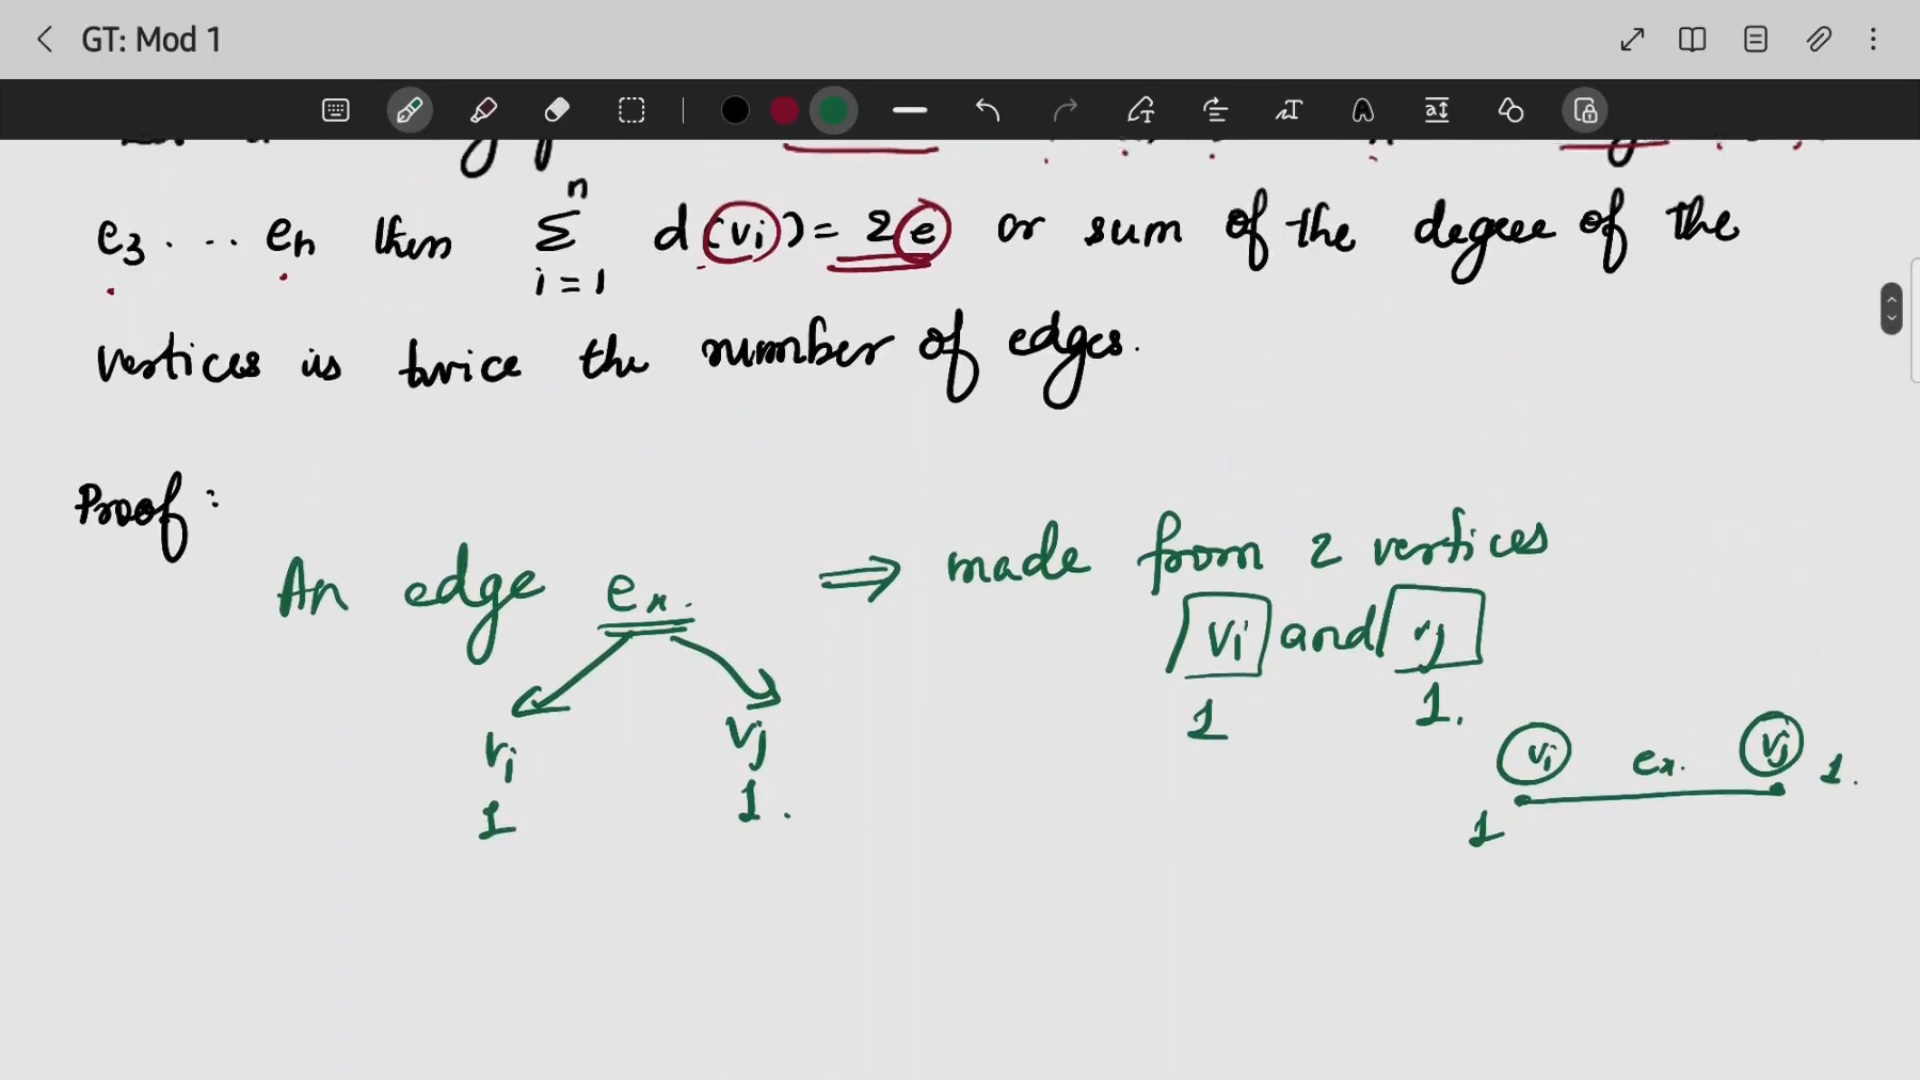 GT: Mod 1
n
e3 . ... en then Σ d(vi) = 2e or sum of the degree of the
i = 1
vertices is twice the number of edges.
Proof :
An edge ex. ⇒ made from 2 vertices
vi and vj
1 1.
vi vj
1 1.
vi ex. vj 1.
1